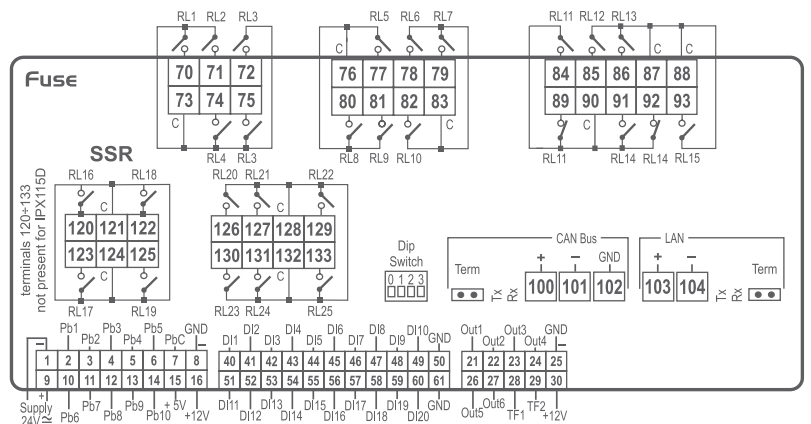 RL1 RL2 RL3 RL5 RL6 RL7 RL11 RL12 RL13
C C C
Fuse
70 71 72 76 77 78 79 84 85 86 87 88
73 74 75 80 81 82 83 89 90 91 92 93
C C C
RL4 RL3 RL8 RL9 RL10 RL11 RL14 RL14 RL15
SSR
RL16 RL18 RL20 RL21 RL22
C C
terminals 120÷133
not present for IPX115D
120 121 122 126 127 128 129
123 124 125 130 131 132 133
RL17 RL19 RL23 RL24 RL25
Dip
Switch
0 1 2 3
CAN Bus LAN
Term + – GND + – Term
Tx Rx 100 101 102 103 104 Tx Rx
Pb1 Pb2 Pb3 Pb4 Pb5 PbC GND DI1 DI2 DI3 DI4 DI5 DI6 DI7 DI8 DI9 DI10 GND Out1 Out2 Out3 Out4 GND
– – –
1 2 3 4 5 6 7 8 40 41 42 43 44 45 46 47 48 49 50 21 22 23 24 25
9 10 11 12 13 14 15 16 51 52 53 54 55 56 57 58 59 60 61 26 27 28 29 30
+
Supply
24V ≃
Pb6 Pb7 Pb8 Pb9 Pb10 + 5V +12V DI11 DI12 DI13 DI14 DI15 DI16 DI17 DI18 DI19 DI20 GND Out5 Out6 TF1 TF2 +12V